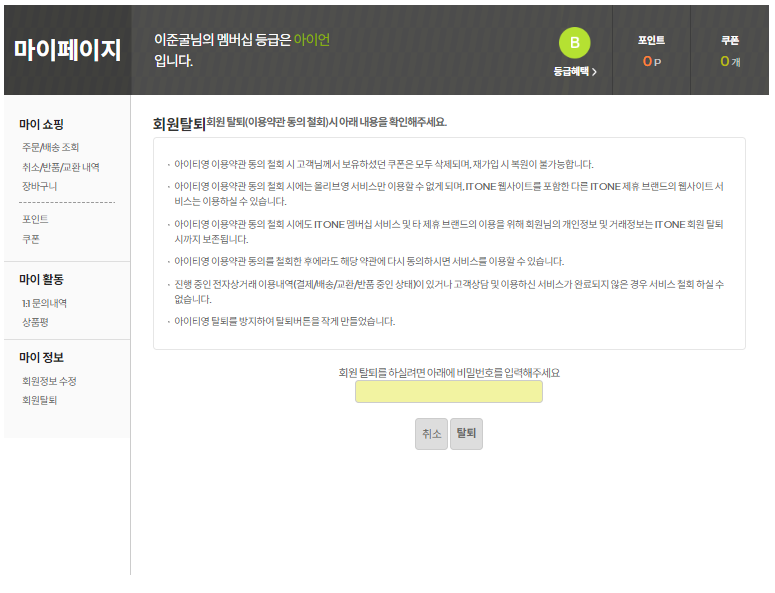 마이페이지
이준굴님의 멤버십 등급은 아이언
입니다.
B
등급혜택 >
포인트
0 P
쿠폰
0 개
마이 쇼핑
주문/배송 조회
취소/반품/교환 내역
장바구니
포인트
쿠폰
마이 활동
1:1 문의내역
상품평
마이 정보
회원정보 수정
회원탈퇴
회원탈퇴 회원 탈퇴(이용약관 동의 철회)시 아래 내용을 확인해주세요.
· 아이티영 이용약관 동의 철회 시 고객님께서 보유하셨던 쿠폰은 모두 삭제되며, 재가입 시 복원이 불가능합니다.
· 아이티영 이용약관 동의 철회 시에는 올리브영 서비스만 이용할 수 없게 되며, IT ONE 웹사이트를 포함한 다른 IT ONE 제휴 브랜드의 웹사이트 서
비스는 이용하실 수 있습니다.
· 아이티영 이용약관 동의 철회 시에도 IT ONE 멤버십 서비스 및 타 제휴 브랜드의 이용을 위해 회원님의 개인정보 및 거래정보는 IT ONE 회원 탈퇴
시까지 보존됩니다.
· 아이티영 이용약관 동의를 철회한 후에라도 해당 약관에 다시 동의하시면 서비스를 이용할 수 있습니다.
· 진행 중인 전자상거래 이용내역(결제/배송/교환/반품 중인 상태)이 있거나 고객상담 및 이용하신 서비스가 완료되지 않은 경우 서비스 철회 하실 수
없습니다.
· 아이티영 탈퇴를 방지하여 탈퇴버튼을 작게 만들었습니다.
회원 탈퇴를 하실려면 아래에 비밀번호를 입력해주세요
취소
탈퇴